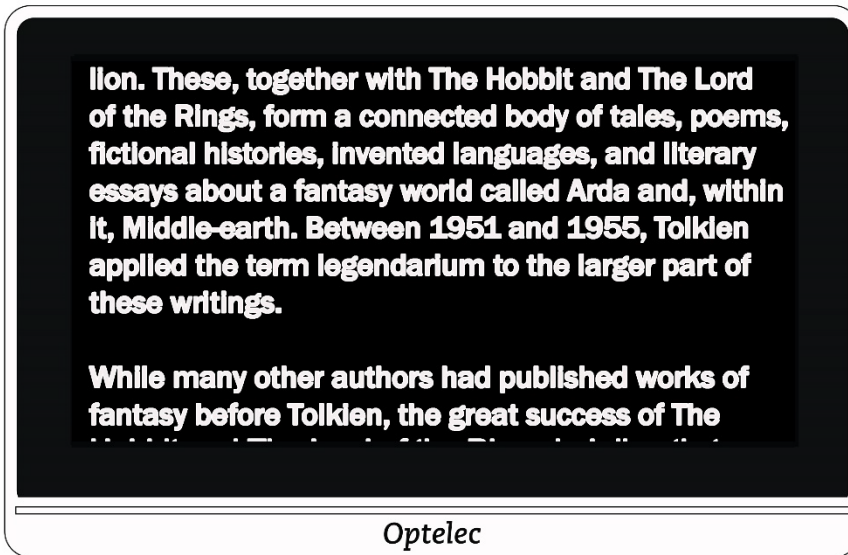 lion. These, together with The Hobbit and The Lord
of the Rings, form a connected body of tales, poems,
fictional histories, invented languages, and literary
essays about a fantasy world called Arda and, within
it, Middle-earth. Between 1951 and 1955, Tolkien
applied the term legendarium to the larger part of
these writings.
While many other authors had published works of
fantasy before Tolkien, the great success of The
Optelec